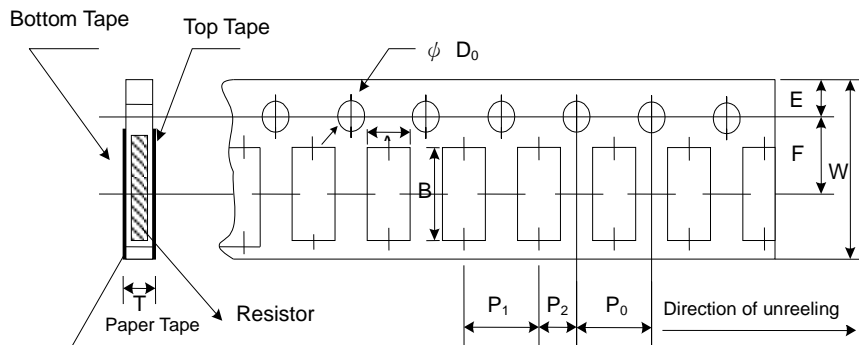 Bottom Tape
Top Tape
ψ D₀
E
F
W
A
B
T
Paper Tape
Resistor
P₁
P₂
P₀
Direction of unreeling